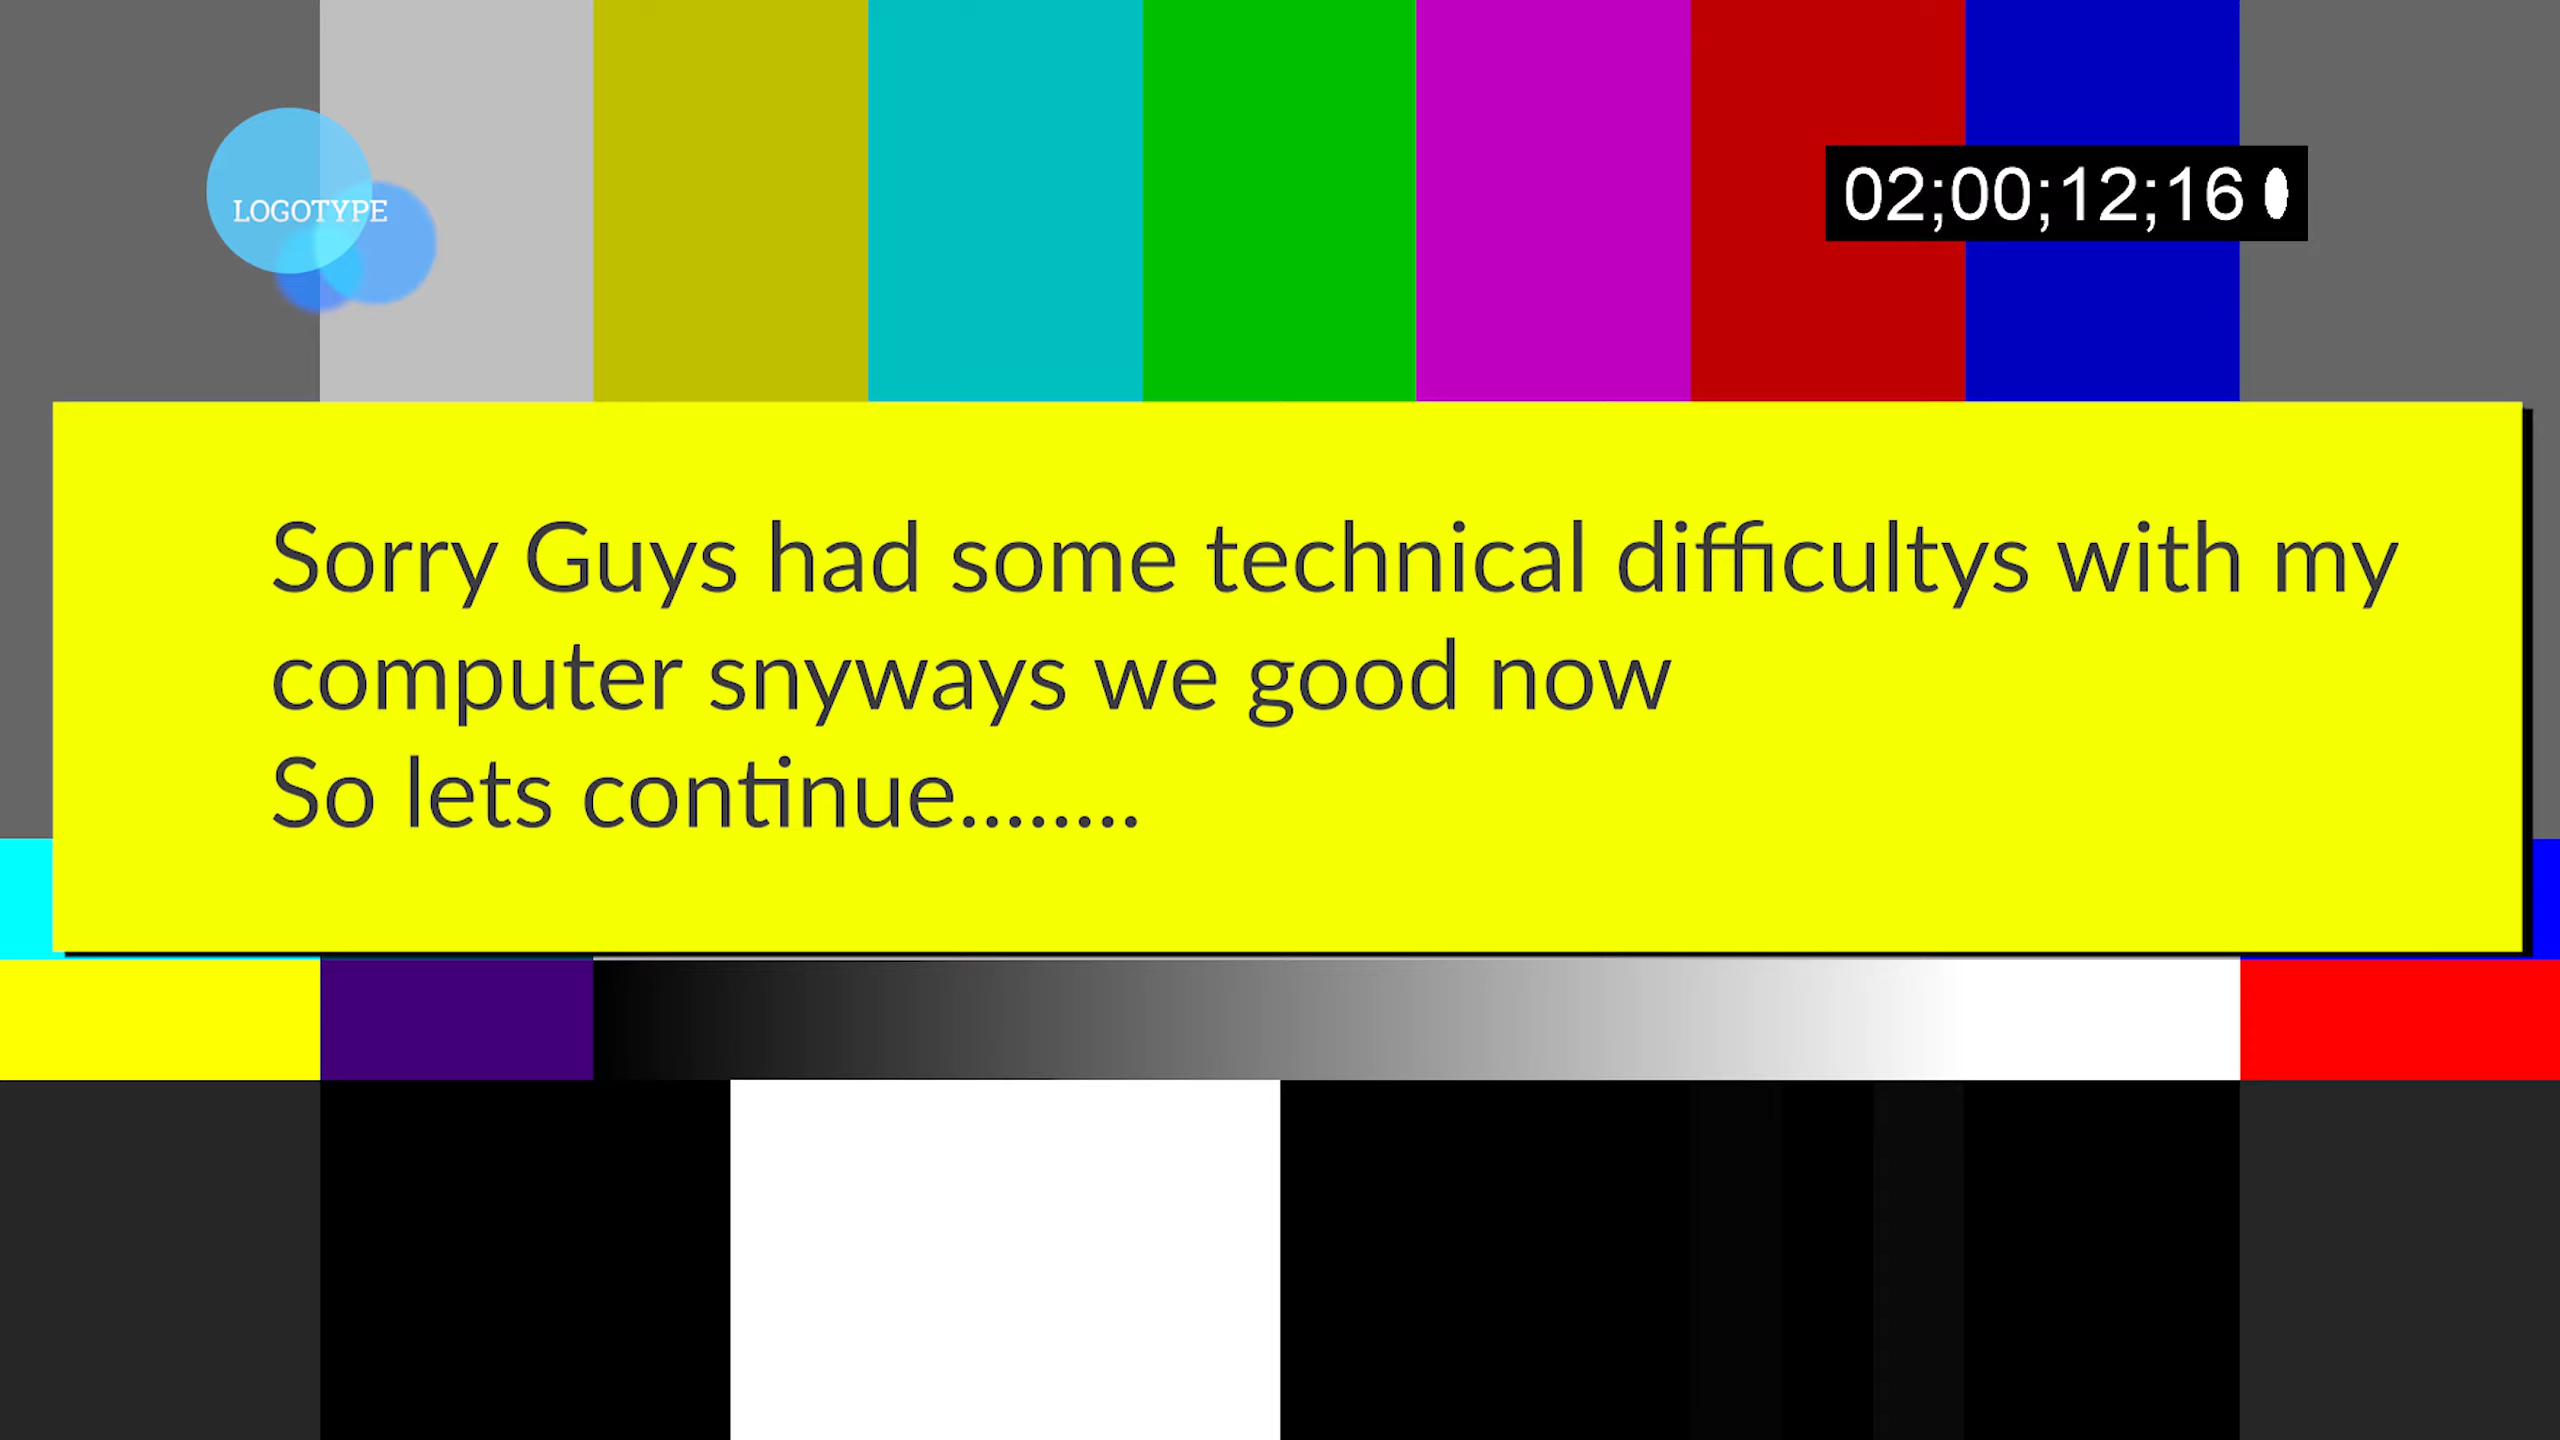 LOGOTYPE
02;00;12;16
Sorry Guys had some technical difficultys with my
computer snyways we good now
So lets continue........